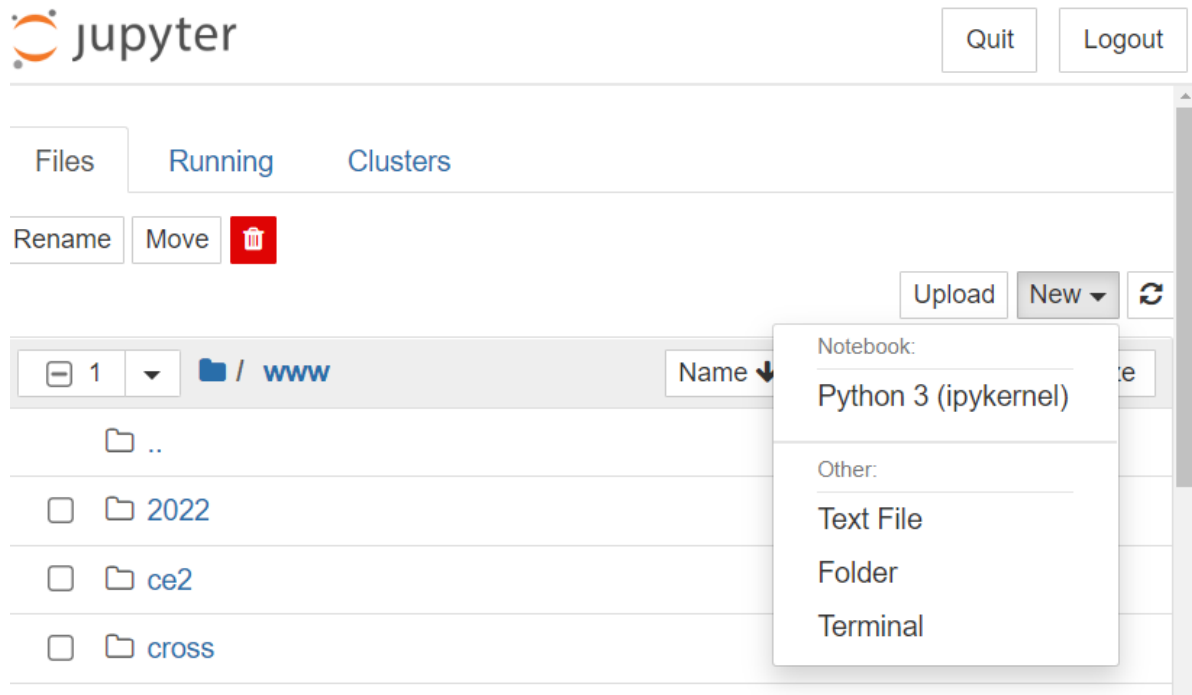 jupyter
Quit
Logout
Files
Running
Clusters
Rename
Move
Upload
New
1
/ www
Name
Notebook:
Python 3 (ipykernel)
..
Other:
2022
Text File
ce2
Folder
cross
Terminal